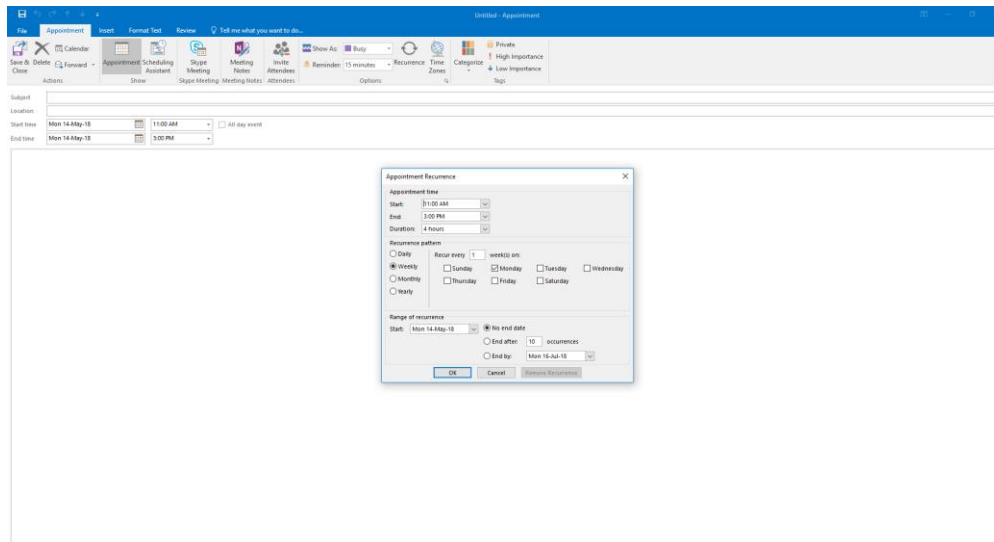 Untitled - Appointment
File Appointment Insert Format Text Review Tell me what you want to do...
Save & Close
Delete
Calendar
Forward
Actions
Appointment
Scheduling Assistant
Show
Skype Meeting
Skype Meeting
Meeting Notes
Meeting Notes
Invite Attendees
Attendees
Show As: Busy
Reminder: 15 minutes
Recurrence
Time Zones
Options
Categorize
Private
High Importance
Low Importance
Tags
Subject
Location
Start time Mon 14-May-18 11:00 AM All day event
End time Mon 14-May-18 3:00 PM
Appointment Recurrence
Appointment time
Start: 11:00 AM
End: 3:00 PM
Duration: 4 hours
Recurrence pattern
Daily Recur every 1 week(s) on:
Weekly Sunday Monday Tuesday Wednesday
Monthly Thursday Friday Saturday
Yearly
Range of recurrence
Start: Mon 14-May-18 No end date
End after: 10 occurrences
End by: Mon 16-Jul-18
OK Cancel Remove Recurrence